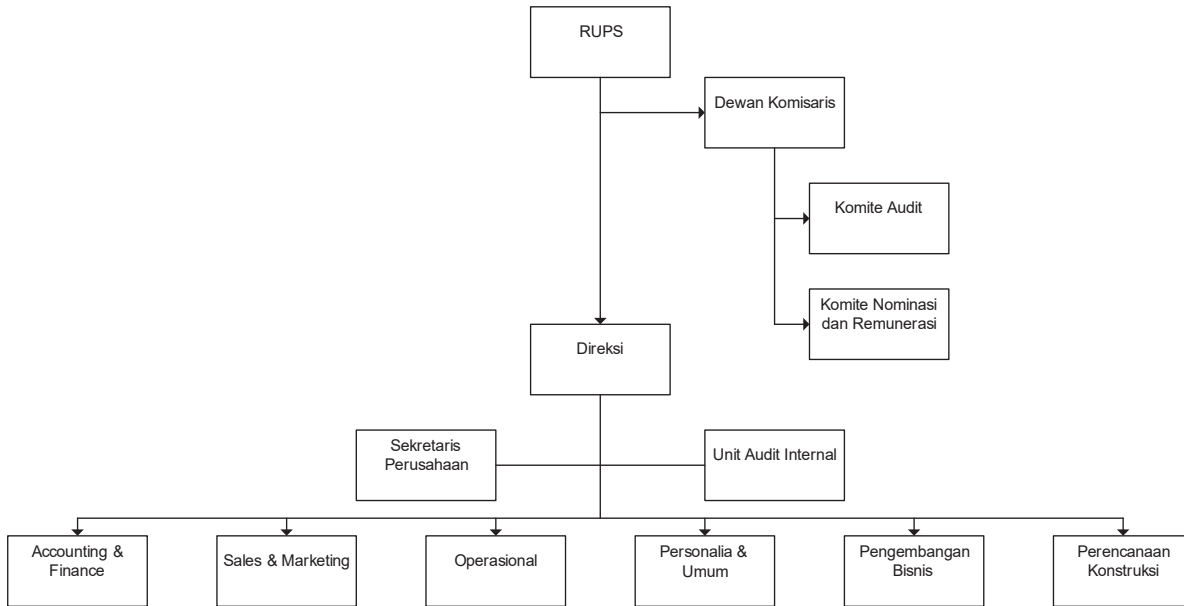 RUPS
Dewan Komisaris
Komite Audit
Komite Nominasi
dan Remunerasi
Direksi
Sekretaris
Perusahaan
Unit Audit Internal
Accounting &
Finance
Sales & Marketing
Operasional
Personalia &
Umum
Pengembangan
Bisnis
Perencanaan
Konstruksi